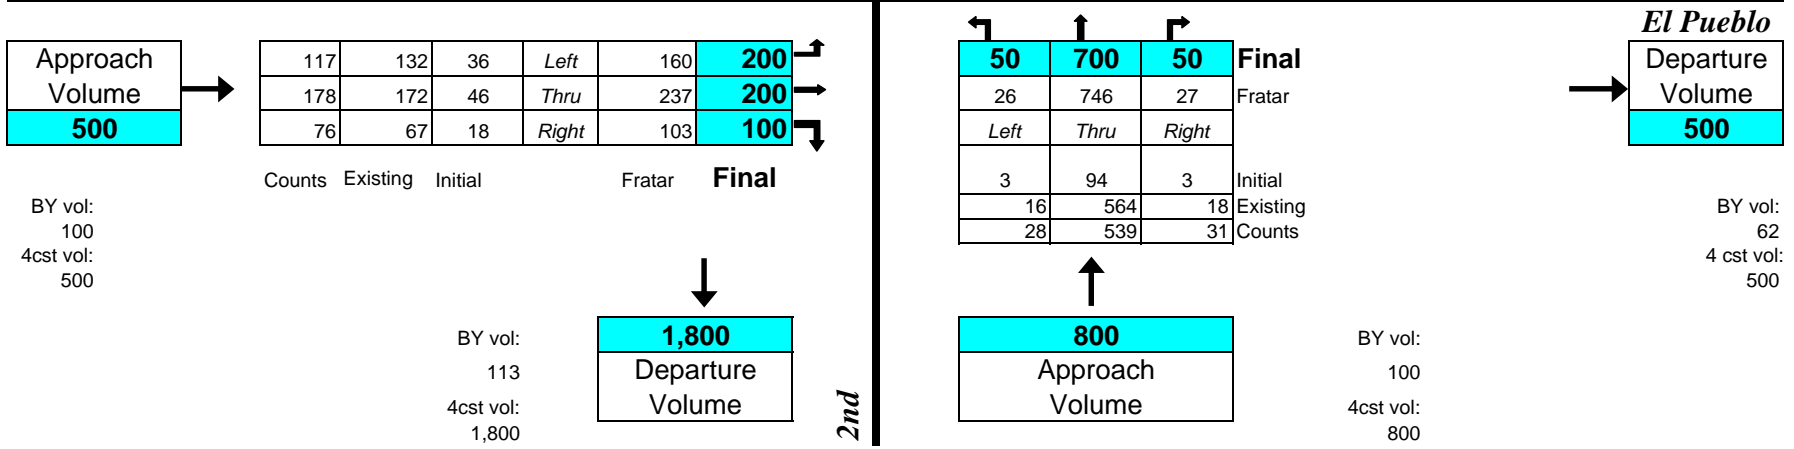 El Pueblo
Approach
Volume
500
117 132 36 Left 160 200
178 172 46 Thru 237 200
76 67 18 Right 103 100
Counts Existing Initial Fratar Final
BY vol:
100
4cst vol:
500
BY vol:
113
4cst vol:
1,800
1,800
Departure
Volume
2nd
50 700 50 Final
26 746 27 Fratar
Left Thru Right
3 94 3 Initial
16 564 18 Existing
28 539 31 Counts
800
Approach
Volume
BY vol:
100
4cst vol:
800
Departure
Volume
500
BY vol:
62
4 cst vol:
500